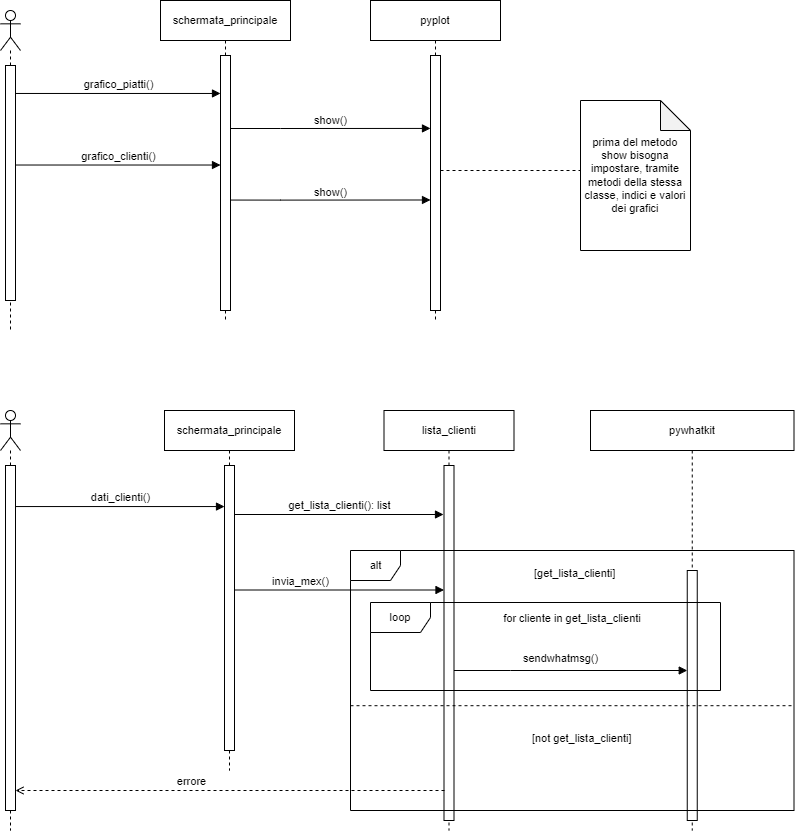 schermata_principale
pyplot
grafico_piatti()
show()
grafico_clienti()
show()
prima del metodo
show bisogna
impostare, tramite
metodi della stessa
classe, indici e valori
dei grafici
schermata_principale
lista_clienti
pywhatkit
dati_clienti()
get_lista_clienti(): list
alt
[get_lista_clienti]
invia_mex()
loop
for cliente in get_lista_clienti
sendwhatmsg()
[not get_lista_clienti]
errore